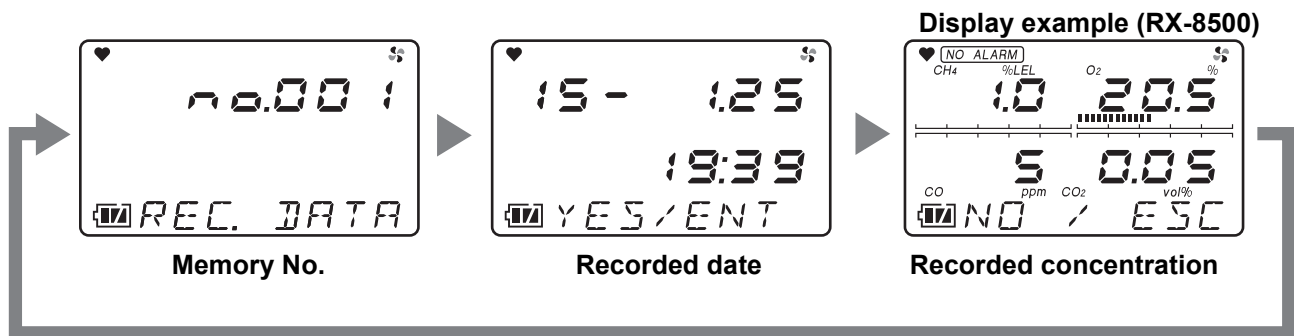 Display example (RX-8500)
no.001
REC. DATA
Memory No.
15- 1.25
19:39
YES/ENT
Recorded date
NO ALARM
CH4 %LEL O2 %
1.0 20.5
5 0.05
CO ppm CO2 vol%
NO / ESC
Recorded concentration